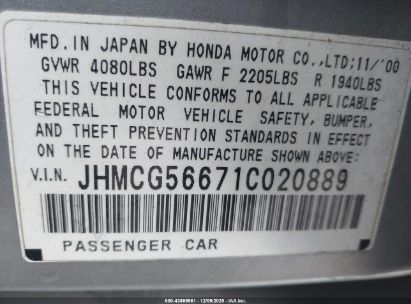 MFD. IN JAPAN BY HONDA MOTOR CO.,LTD; 11/'00
GVWR 4080LBS GAWR F 2205LBS R 1940LBS
THIS VEHICLE CONFORMS TO ALL APPLICABLE
FEDERAL MOTOR VEHICLE SAFETY, BUMPER,
AND THEFT PREVENTION STANDARDS IN EFFECT
ON THE DATE OF MANUFACTURE SHOWN ABOVE:
V.I.N. JHMCG56671C020889
PASSENGER CAR